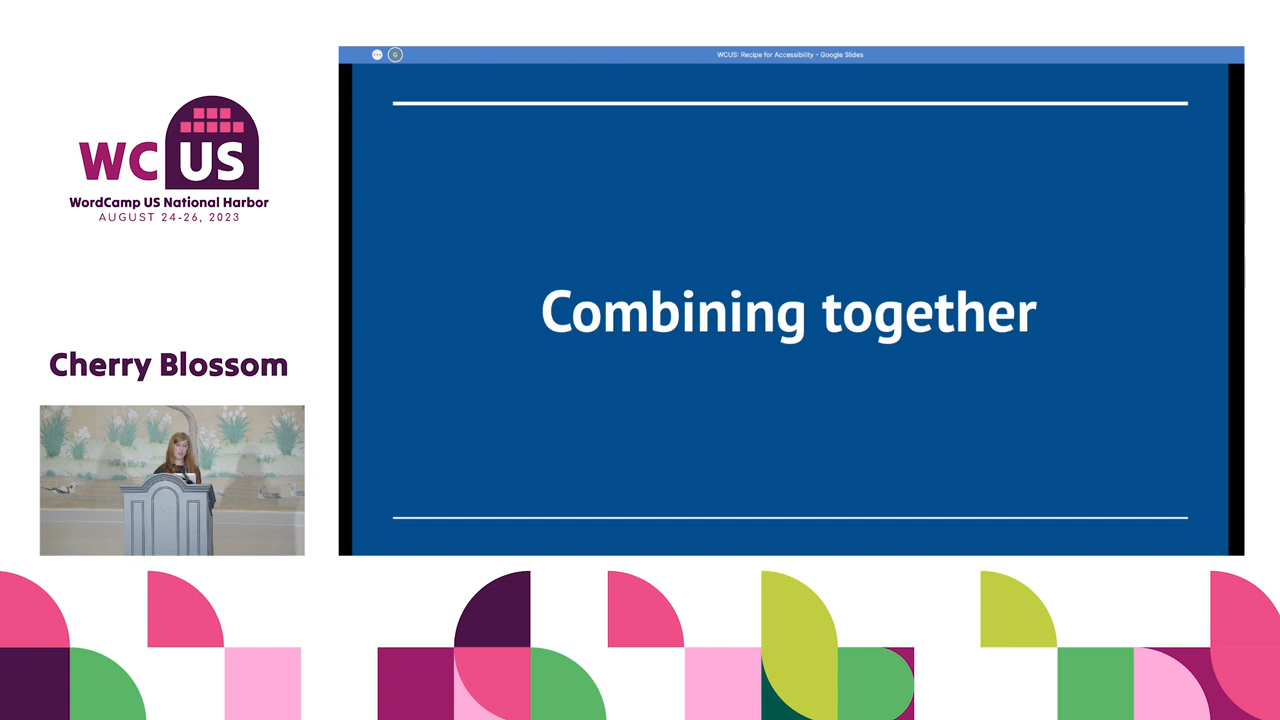 WC US
WordCamp US National Harbor
AUGUST 24-26, 2023
Cherry Blossom
G
WCUS: Recipe for Accessibility - Google Slides
Combining together